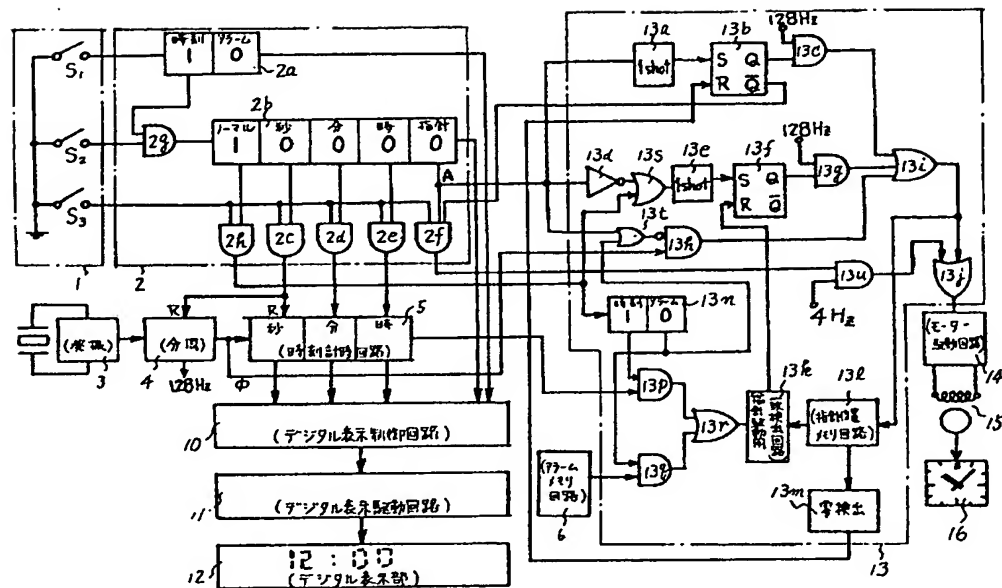 S1
S2
S3
1
時刻
アラーム
1
0
2a
2g
2b
ノーマル
秒
分
時
指針
1
0
0
0
0
A
2h
2c
2d
2e
2f
2
(発振)
3
R
(分周)
4
128Hz
φ
R
秒
分
時
(時刻計時回路)
5
10
(デジタル表示制御回路)
11
(デジタル表示駆動回路)
12:00
12
(デジタル表示部)
13a
1shot
13b
S
Q
R
Q̅
128Hz
13c
13d
13s
13e
1shot
13f
S
Q
R
Q̅
128Hz
13g
13i
13t
13h
13u
4Hz
13j
時刻
アラーム
1
0
13n
13p
13q
13r
13k
13l
(指針位置
メモリ回路)
13m
零検出
(アラーム
メモリ
回路)
6
13
モーター
駆動回路
14
15
16